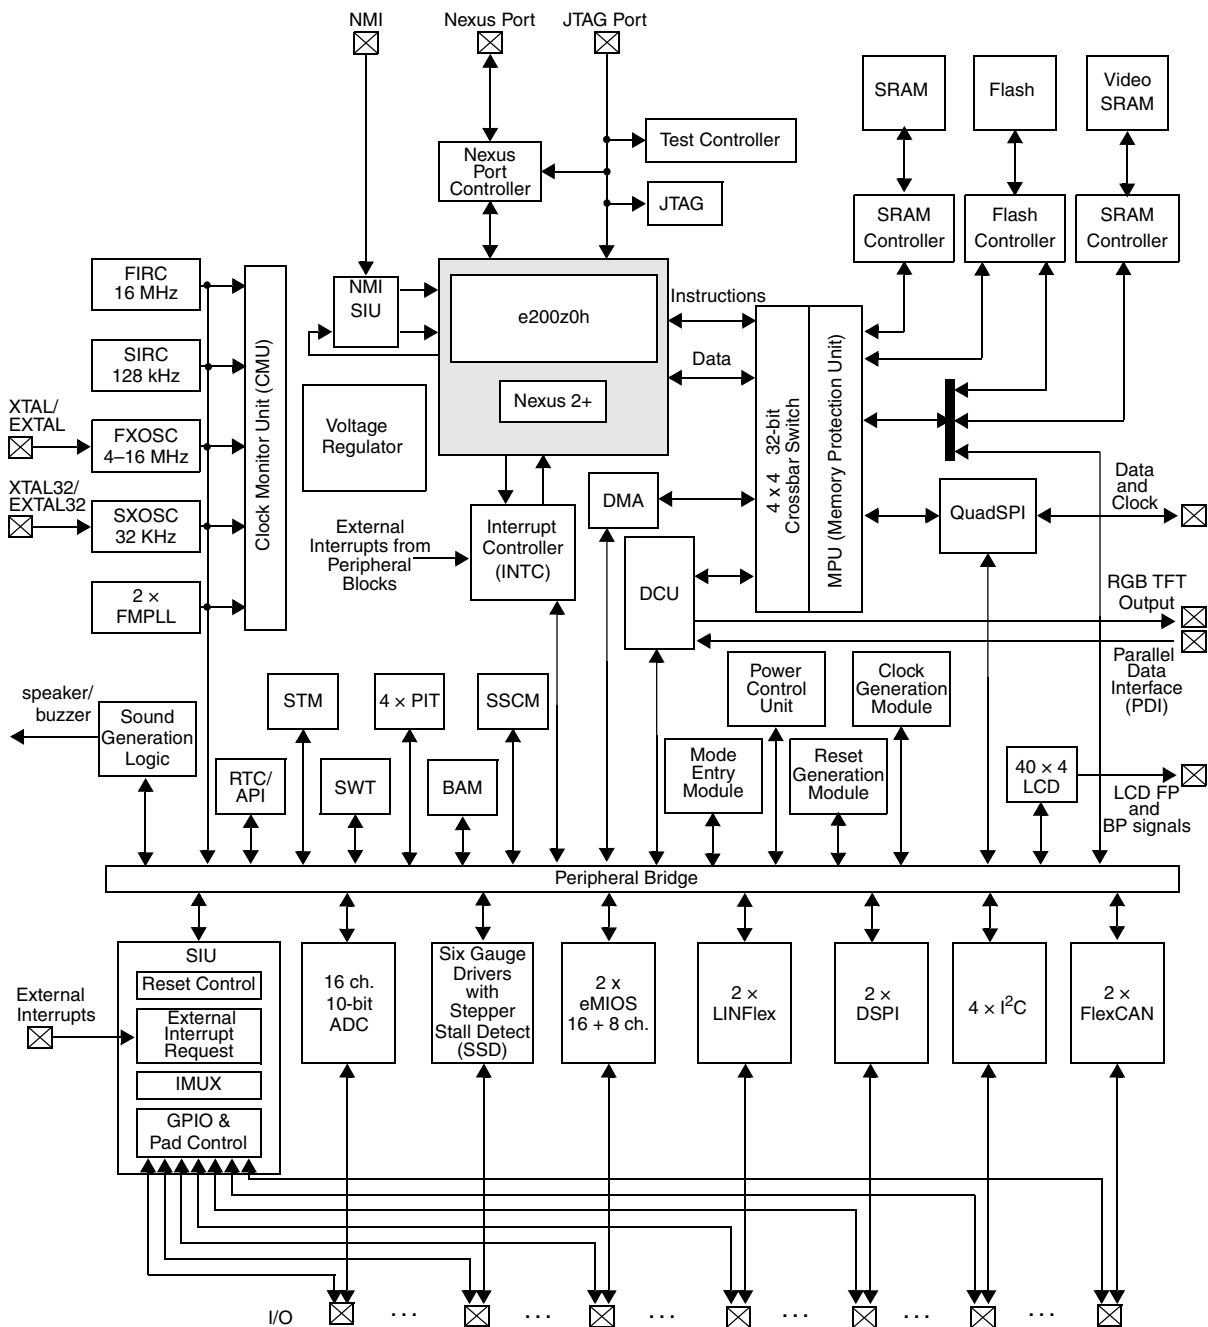 NMI
Nexus Port
JTAG Port
SRAM
Flash
Video
SRAM
Test Controller
Nexus
Port
Controller
JTAG
SRAM
Controller
Flash
Controller
SRAM
Controller
FIRC
16 MHz
NMI
SIU
e200z0h
Instructions
SIRC
128 kHz
Clock Monitor Unit (CMU)
Data
Nexus 2+
4 x 4 32-bit
Crossbar Switch
MPU (Memory Protection Unit)
XTAL/
EXTAL
FXOSC
4–16 MHz
Voltage
Regulator
XTAL32/
EXTAL32
SXOSC
32 KHz
DMA
QuadSPI
Data
and
Clock
External
Interrupts from
Peripheral
Blocks
Interrupt
Controller
(INTC)
2 ×
FMPLL
DCU
RGB TFT
Output
Parallel
Data
Interface
(PDI)
speaker/
buzzer
Sound
Generation
Logic
STM
4 × PIT
SSCM
Power
Control
Unit
Clock
Generation
Module
RTC/
API
SWT
BAM
Mode
Entry
Module
Reset
Generation
Module
40 × 4
LCD
LCD FP
and
BP signals
Peripheral Bridge
SIU
Reset Control
External
Interrupts
External
Interrupt
Request
IMUX
GPIO &
Pad Control
16 ch.
10-bit
ADC
Six Gauge
Drivers
with
Stepper
Stall Detect
(SSD)
2 x
eMIOS
16 + 8 ch.
2 ×
LINFlex
2 ×
DSPI
4 × I²C
2 ×
FlexCAN
I/O
... ... ... ... ... ...